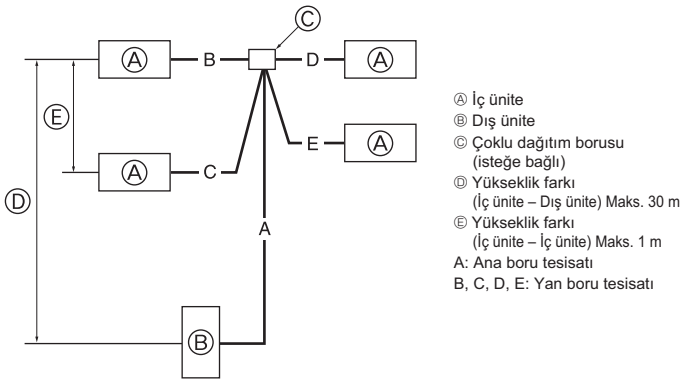 Ⓒ
Ⓐ B D Ⓐ
Ⓔ
Ⓐ C E Ⓐ
Ⓓ
A
Ⓑ
Ⓐ İç ünite
Ⓑ Dış ünite
Ⓒ Çoklu dağıtım borusu
(isteğe bağlı)
Ⓓ Yükseklik farkı
(İç ünite – Dış ünite) Maks. 30 m
Ⓔ Yükseklik farkı
(İç ünite – İç ünite) Maks. 1 m
A: Ana boru tesisatı
B, C, D, E: Yan boru tesisatı